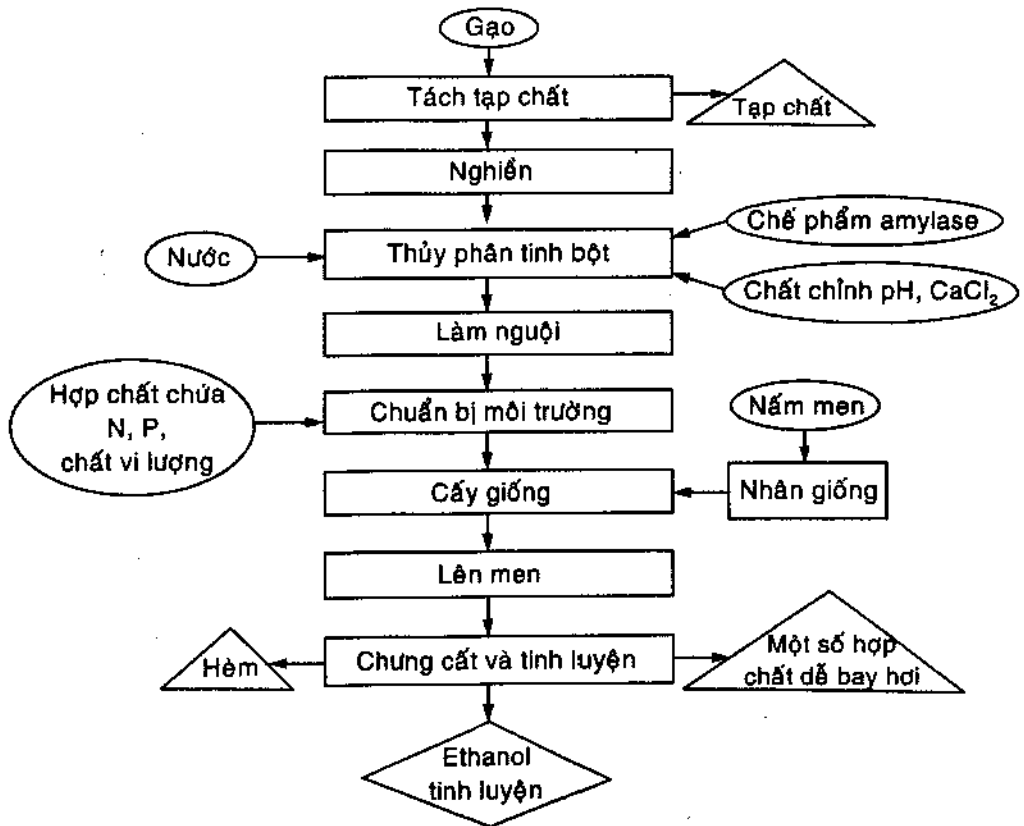 Gạo
Tách tạp chất
Tạp chất
Nghiền
Chế phẩm amylase
Nước
Thủy phân tinh bột
Chất chỉnh pH, CaCl₂
Làm nguội
Hợp chất chứa
N, P,
chất vi lượng
Chuẩn bị môi trường
Nấm men
Cấy giống
Nhân giống
Lên men
Hèm
Chưng cất và tinh luyện
Một số hợp
chất dễ bay hơi
Ethanol
tinh luyện